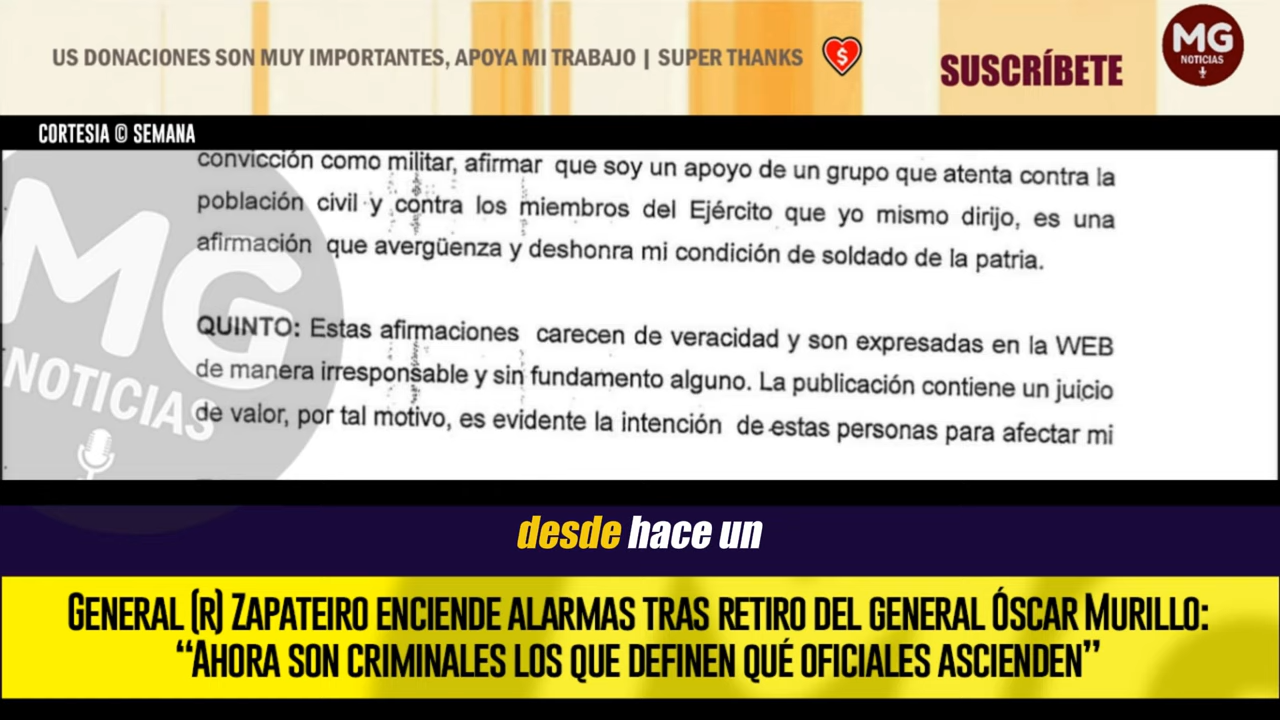 US DONACIONES SON MUY IMPORTANTES, APOYA MI TRABAJO | SUPER THANKS
$
SUSCRÍBETE
MG
NOTICIAS
CORTESIA © SEMANA
convicción como militar, afirmar que soy un apoyo de un grupo que atenta contra la
población civil y contra los miembros del Ejército que yo mismo dirijo, es una
afirmación que avergüenza y deshonra mi condición de soldado de la patria.
QUINTO: Estas afirmaciones carecen de veracidad y son expresadas en la WEB
de manera irresponsable y sin fundamento alguno. La publicación contiene un juicio
de valor, por tal motivo, es evidente la intención de estas personas para afectar mi
MG
NOTICIAS
desde hace un
GENERAL (R) ZAPATEIRO ENCIENDE ALARMAS TRAS RETIRO DEL GENERAL ÓSCAR MURILLO:
“AHORA SON CRIMINALES LOS QUE DEFINEN QUÉ OFICIALES ASCIENDEN”